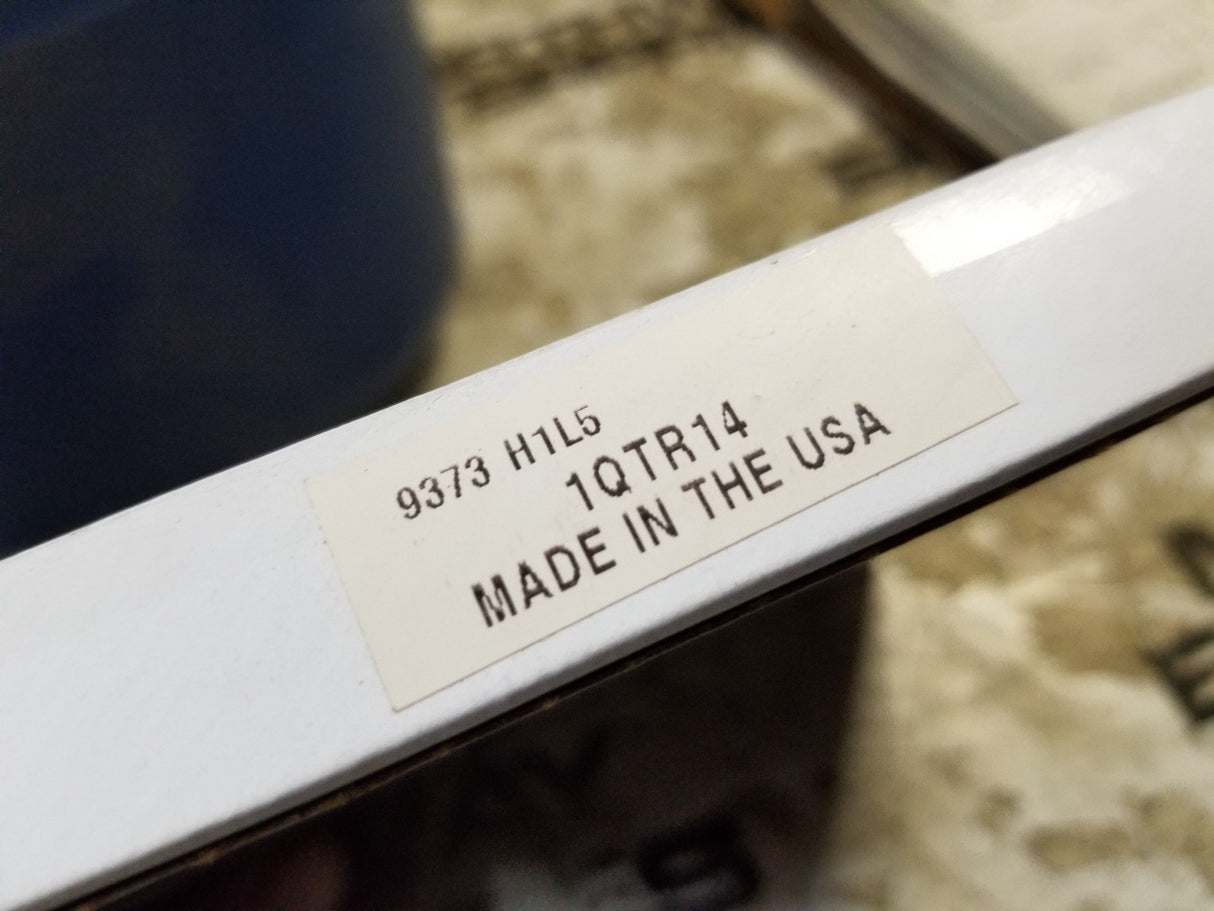 9373 H1L5
1QTR14
MADE IN THE USA